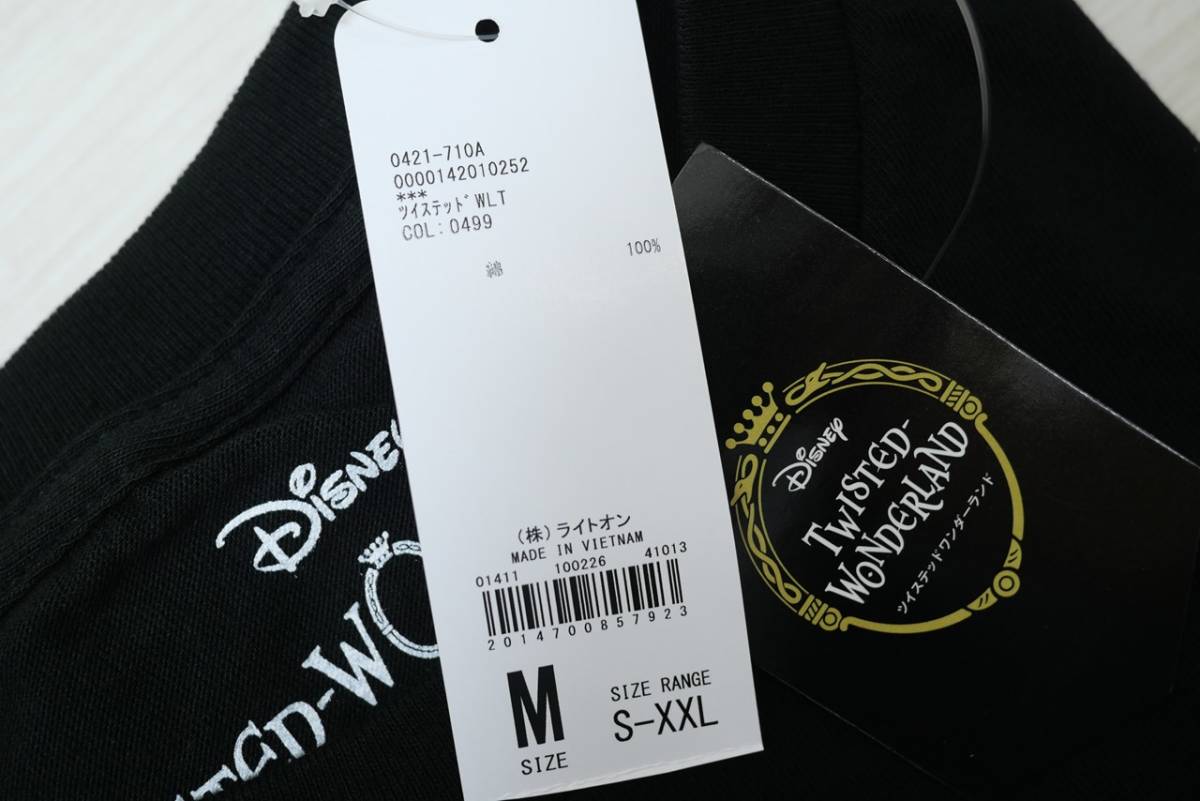 0421-710A
0000142010252
***
ﾂｲｽﾃｯﾄﾞWLT
COL:0499
綿 100%
(株)ライトオン
MADE IN VIETNAM
01411 100226 41013
2014700857923
M
SIZE
SIZE RANGE
S-XXL
Disney
TWISTED-
WONDERLAND
ツイステッドワンダーランド
Disney